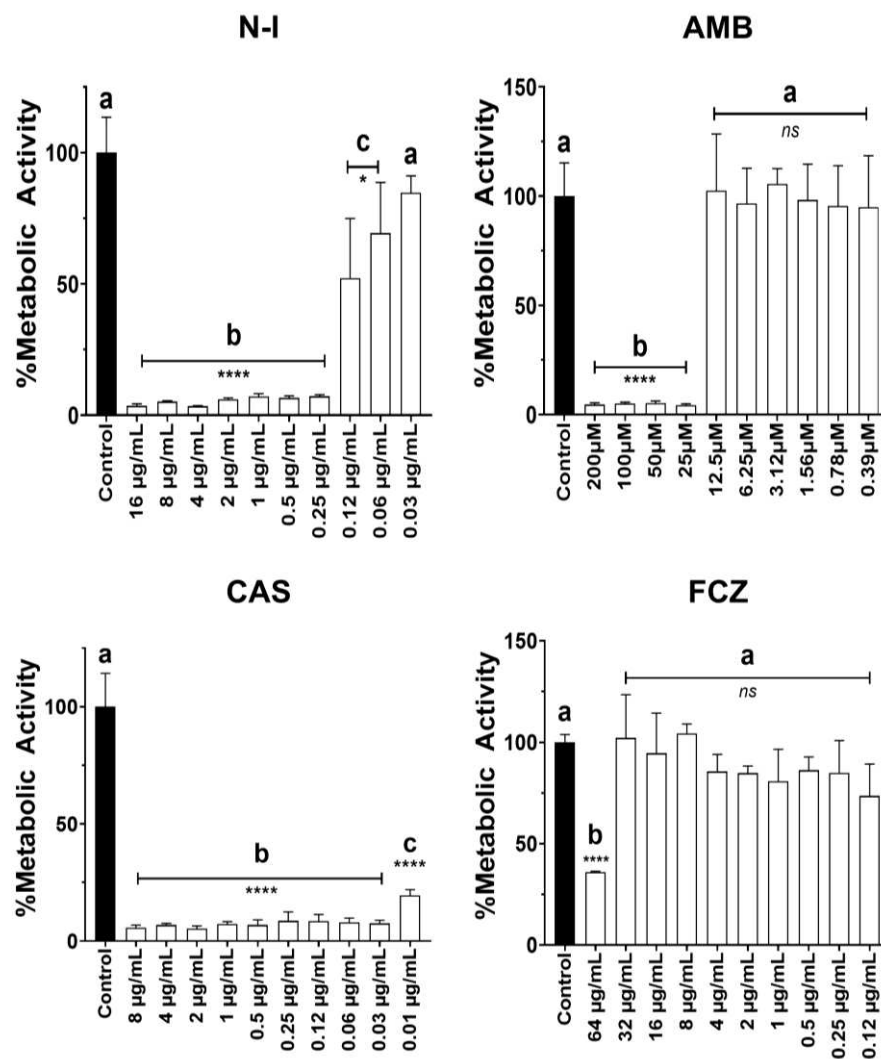 N-I
%Metabolic Activity
100
50
0
a
b
****
c
*
a
Control
16 µg/mL
8 µg/mL
4 µg/mL
2 µg/mL
1 µg/mL
0.5 µg/mL
0.25 µg/mL
0.12 µg/mL
0.06 µg/mL
0.03 µg/mL
AMB
%Metabolic Activity
150
100
50
0
a
b
****
a
ns
Control
200µM
100µM
50µM
25µM
12.5µM
6.25µM
3.12µM
1.56µM
0.78µM
0.39µM
CAS
%Metabolic Activity
100
50
0
a
b
****
c
****
Control
8 µg/mL
4 µg/mL
2 µg/mL
1 µg/mL
0.5 µg/mL
0.25 µg/mL
0.12 µg/mL
0.06 µg/mL
0.03 µg/mL
0.01 µg/mL
FCZ
%Metabolic Activity
150
100
50
0
a
b
****
a
ns
Control
64 µg/mL
32 µg/mL
16 µg/mL
8 µg/mL
4 µg/mL
2 µg/mL
1 µg/mL
0.5 µg/mL
0.25 µg/mL
0.12 µg/mL